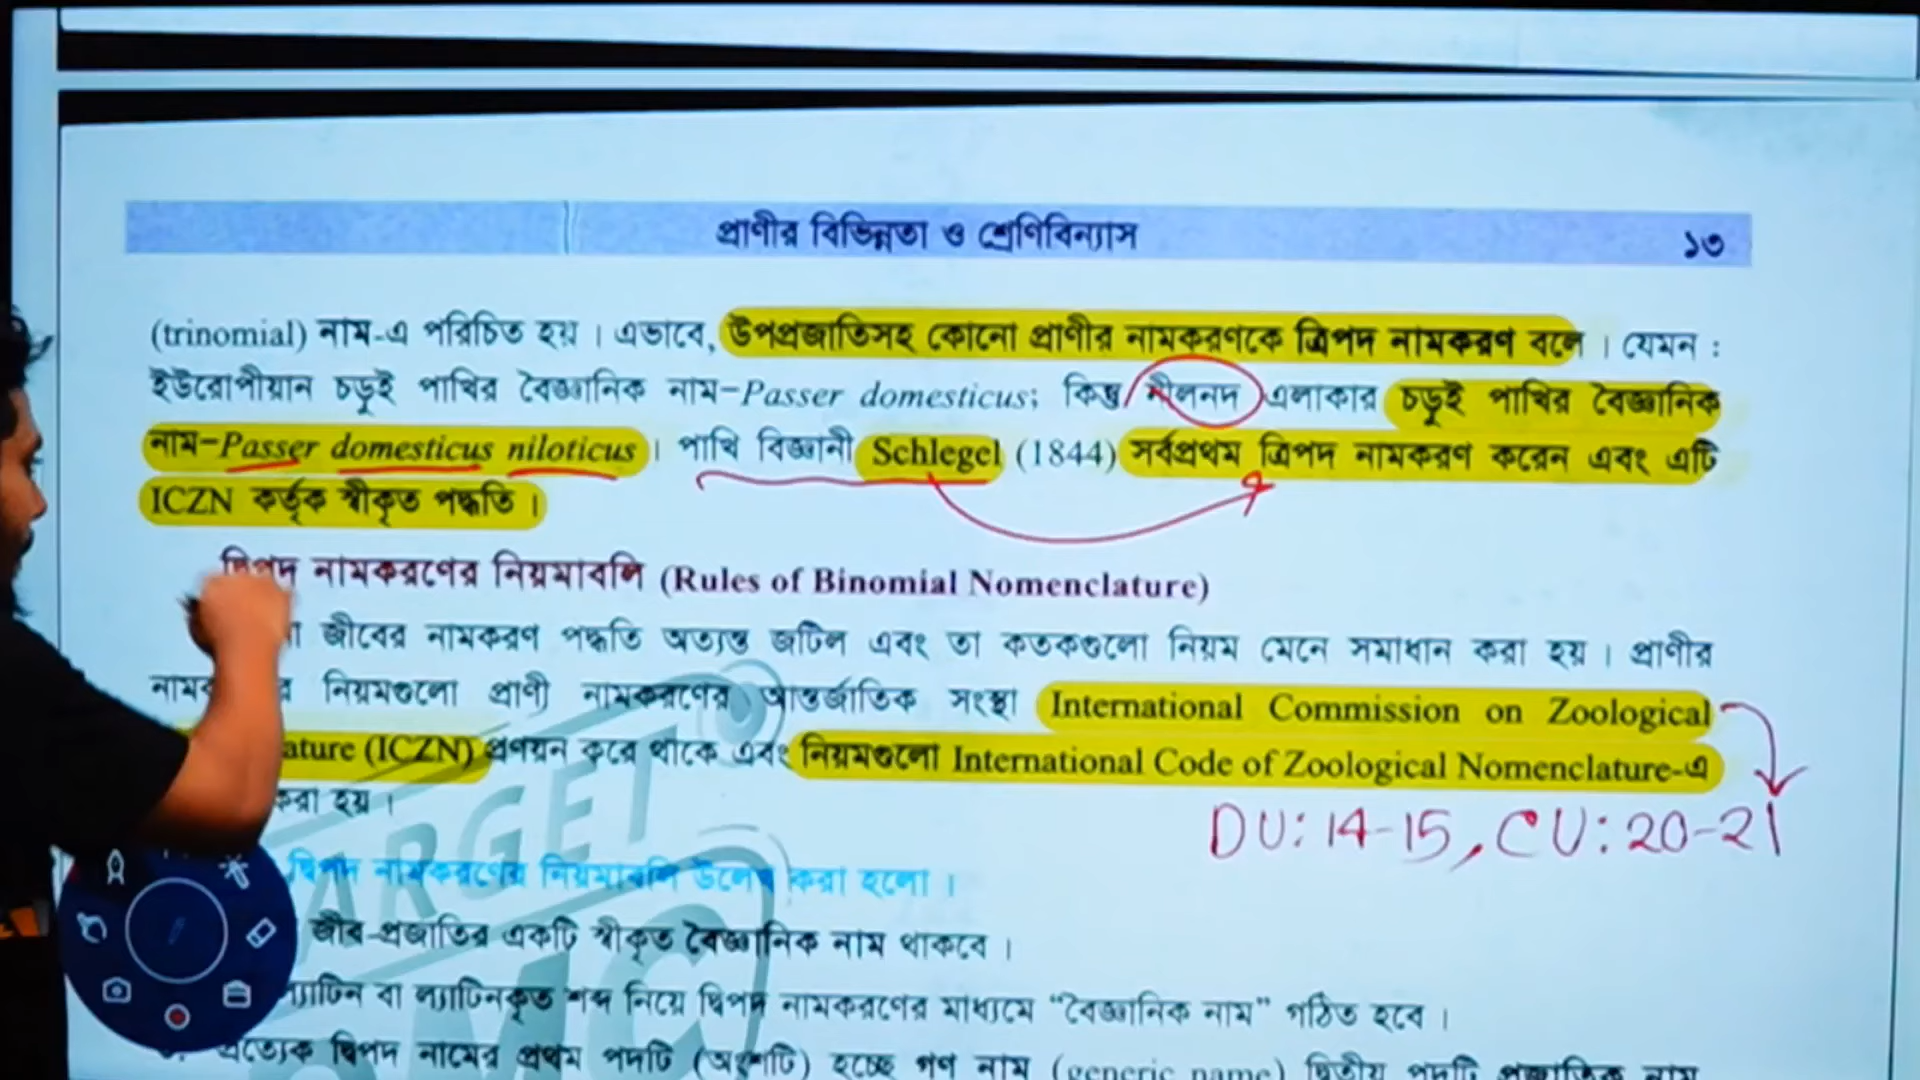 প্রাণীর বিভিন্নতা ও শ্রেণিবিন্যাস ১৩
(trinomial) নাম-এ পরিচিত হয় । এভাবে, উপপ্রজাতিসহ কোনো প্রাণীর নামকরণকে ত্রিপদ নামকরণ বলে । যেমন :
ইউরোপীয়ান চড়ুই পাখির বৈজ্ঞানিক নাম–Passer domesticus; কিন্তু নীলনদ এলাকার চড়ুই পাখির বৈজ্ঞানিক
নাম–Passer domesticus niloticus । পাখি বিজ্ঞানী Schlegel (1844) সর্বপ্রথম ত্রিপদ নামকরণ করেন এবং এটি
ICZN কর্তৃক স্বীকৃত পদ্ধতি ।
দ্বিপদ নামকরণের নিয়মাবলি (Rules of Binomial Nomenclature)
জীবের নামকরণ পদ্ধতি অত্যন্ত জটিল এবং তা কতকগুলো নিয়ম মেনে সমাধান করা হয় । প্রাণীর
নিয়মগুলো প্রাণী নামকরণের আন্তর্জাতিক সংস্থা International Commission on Zoological
ature (ICZN) প্রণয়ন করে থাকে এবং নিয়মগুলো International Code of Zoological Nomenclature-এ
করা হয় ।
DU: 14-15, CU: 20-21
দ্বিপদ নামকরণের নিয়মাবলি উল্লেখ করা হলো ।
জীব-প্রজাতির একটি স্বীকৃত বৈজ্ঞানিক নাম থাকবে ।
ল্যাটিন বা ল্যাটিনকৃত শব্দ নিয়ে দ্বিপদ নামকরণের মাধ্যমে “বৈজ্ঞানিক নাম” গঠিত হবে ।
প্রত্যেক দ্বিপদ নামের প্রথম পদটি (অংশটি) হচ্ছে গণ নাম (generic name) দ্বিতীয় পদটি প্রজাতিক নাম